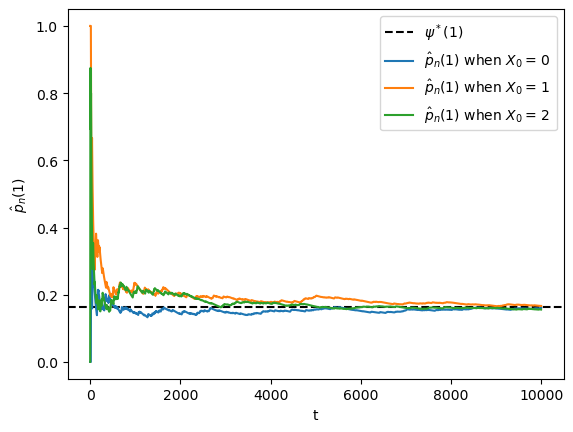 ψ*(1)
p̂ₙ(1) when X₀ = 0
p̂ₙ(1) when X₀ = 1
p̂ₙ(1) when X₀ = 2
1.0
0.8
0.6
0.4
0.2
0.0
p̂ₙ(1)
0 2000 4000 6000 8000 10000
t